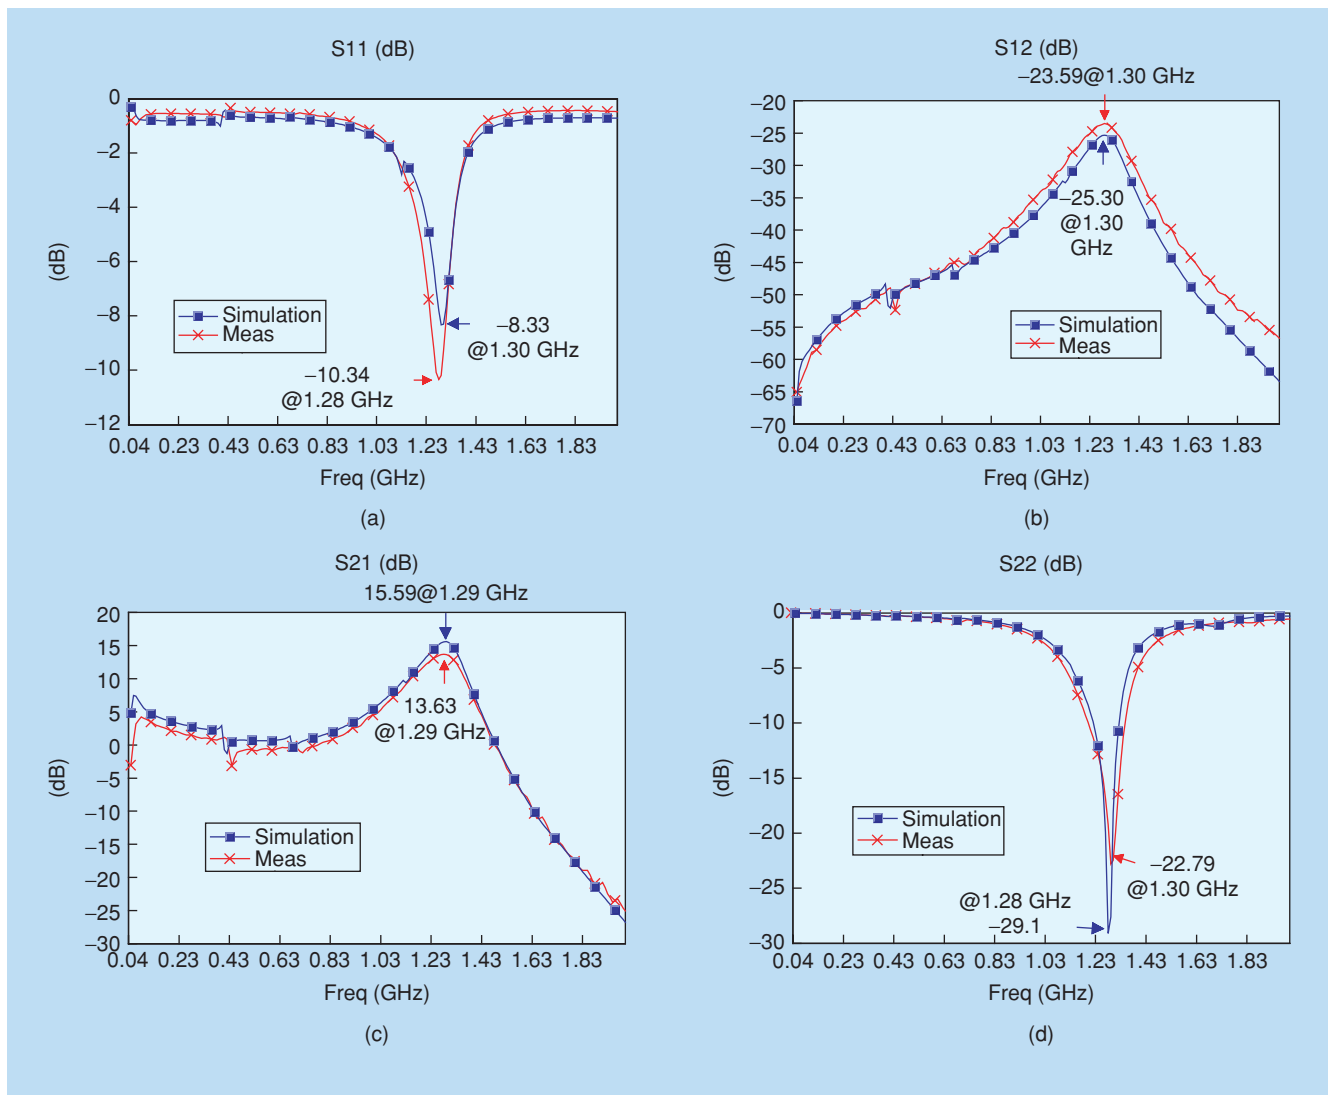 S11 (dB)
0
−2
−4
−6
−8
−10
−12
(dB)
Simulation
Meas
−8.33
@1.30 GHz
−10.34
@1.28 GHz
0.04 0.23 0.43 0.63 0.83 1.03 1.23 1.43 1.63 1.83
Freq (GHz)
(a)
S12 (dB)
−23.59@1.30 GHz
−20
−25
−30
−35
−40
−45
−50
−55
−60
−65
−70
(dB)
−25.30
@1.30
GHz
Simulation
Meas
0.04 0.23 0.43 0.63 0.83 1.03 1.23 1.43 1.63 1.83
Freq (GHz)
(b)
S21 (dB)
15.59@1.29 GHz
20
15
10
5
0
−5
−10
−15
−20
−25
−30
(dB)
13.63
@1.29 GHz
Simulation
Meas
0.04 0.23 0.43 0.63 0.83 1.03 1.23 1.43 1.63 1.83
Freq (GHz)
(c)
S22 (dB)
0
−5
−10
−15
−20
−25
−30
(dB)
Simulation
Meas
−22.79
@1.30 GHz
@1.28 GHz
−29.1
0.04 0.23 0.43 0.63 0.83 1.03 1.23 1.43 1.63 1.83
Freq (GHz)
(d)